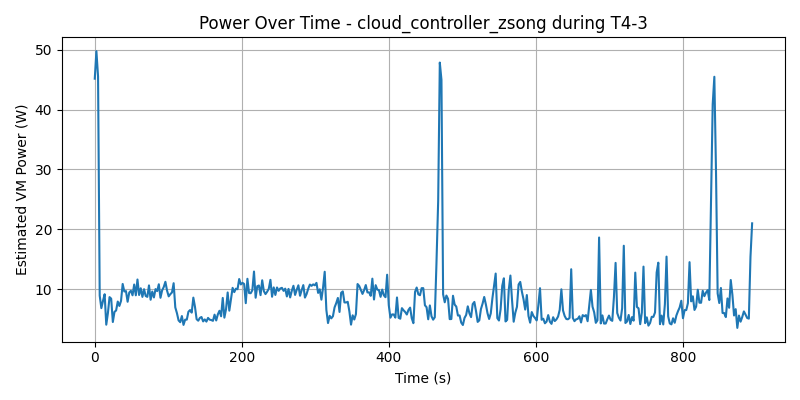 Power Over Time - cloud_controller_zsong during T4-3
Estimated VM Power (W)
50
40
30
20
10
0 200 400 600 800
Time (s)